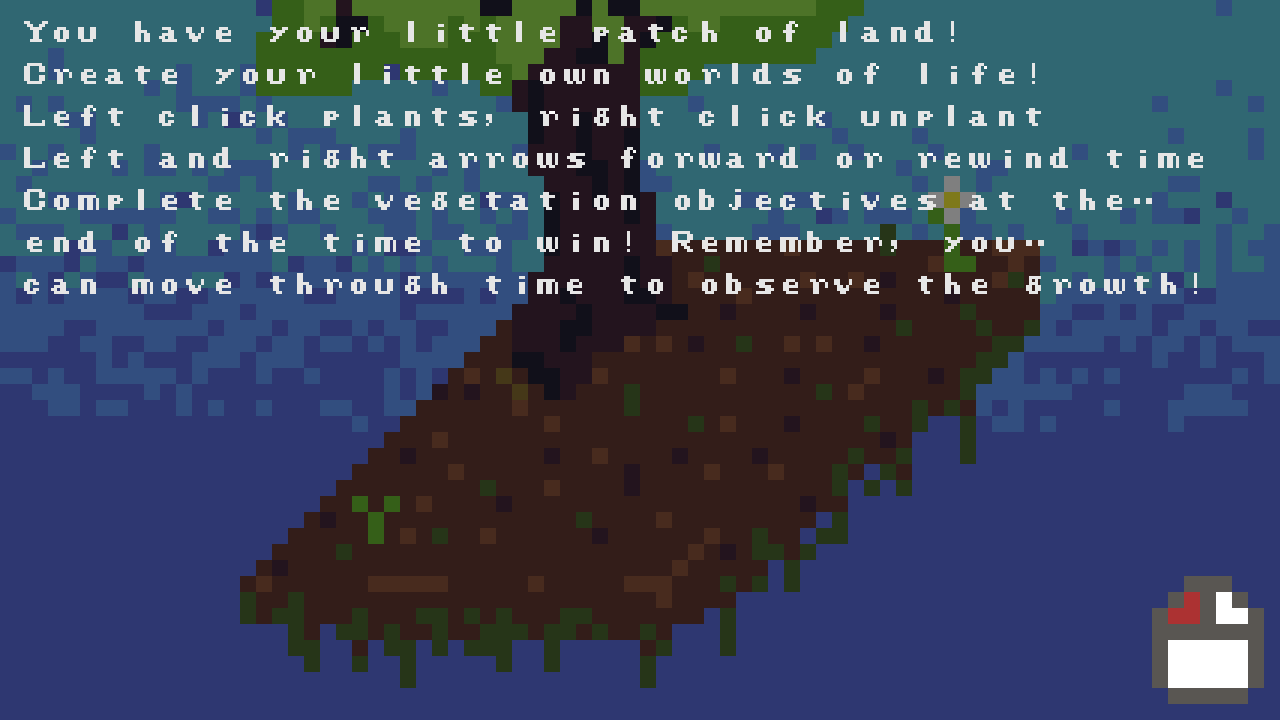 You have your little patch of land!
Create your little own worlds of life!
Left click plants, right click unplant
Left and right arrows forward or rewind time
Complete the vegetation objectives at the..
end of the time to win! Remember, you..
can move through time to observe the growth!